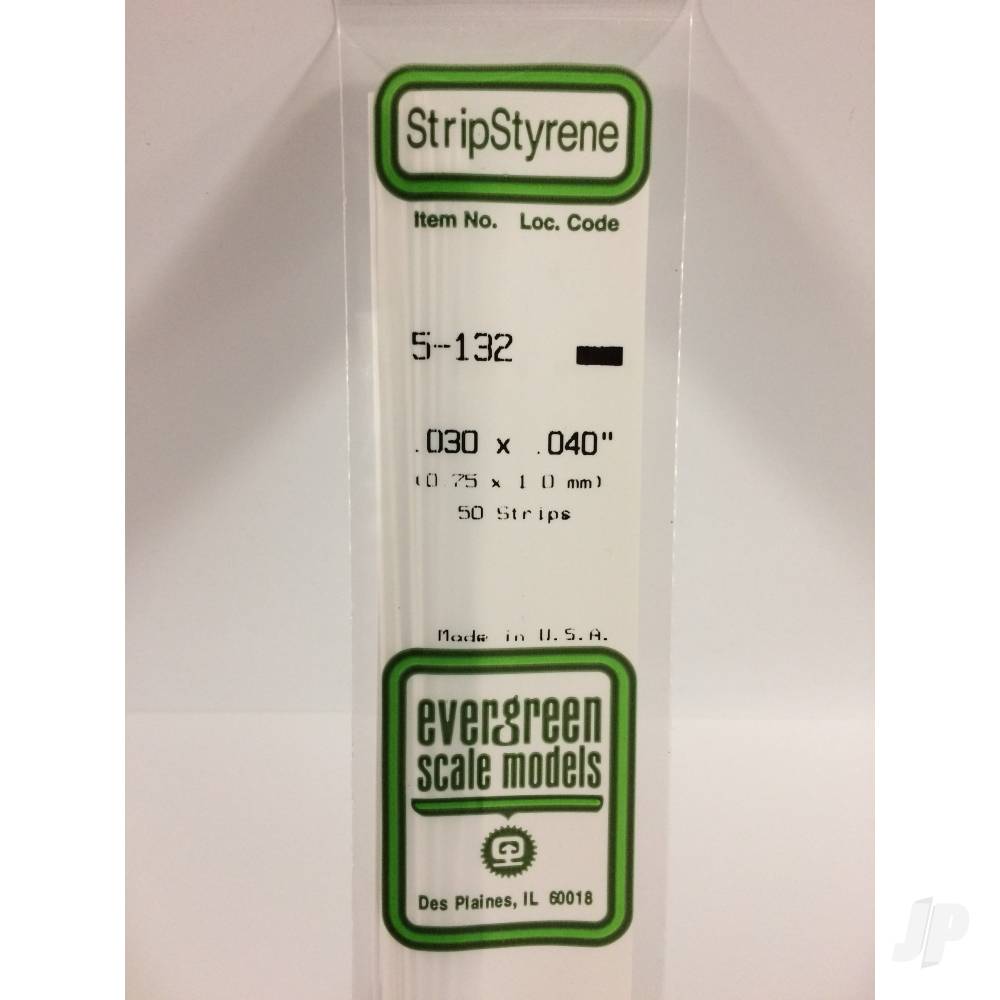 StripStyrene
Item No. Loc. Code
5-132
.030 x .040"
(0.75 x 1.0 mm)
50 Strips
Made in U.S.A.
evergreen
scale models
Des Plaines, IL 60018
JP